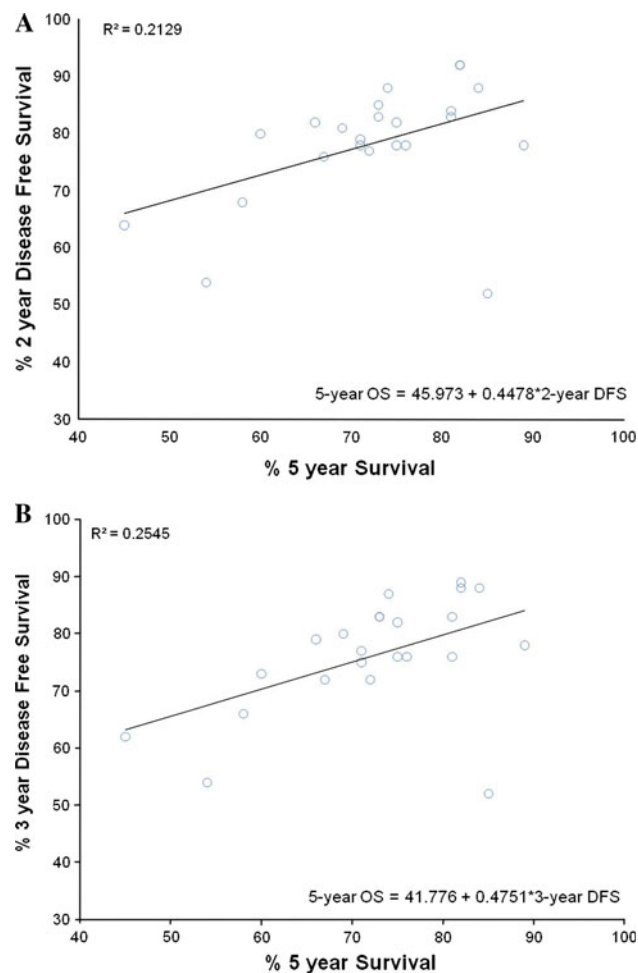 A
R² = 0.2129
% 2 year Disease Free Survival
100
90
80
70
60
50
40
30
5-year OS = 45.973 + 0.4478*2-year DFS
40 50 60 70 80 90 100
% 5 year Survival
B
R² = 0.2545
% 3 year Disease Free Survival
100
90
80
70
60
50
40
30
5-year OS = 41.776 + 0.4751*3-year DFS
40 50 60 70 80 90 100
% 5 year Survival